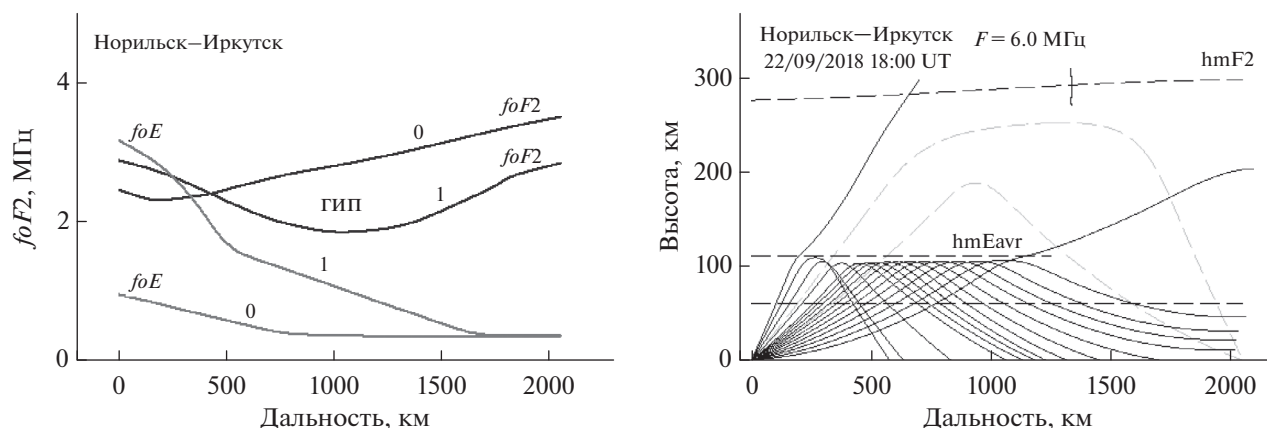 Норильск–Иркутск
foF2, МГц
4
2
0
foE
foF2
0
foF2
ГИП
1
1
foE
0
0
500
1000
1500
2000
Дальность, км
Норильск–Иркутск
F = 6.0 МГц
22/09/2018 18:00 UT
hmF2
Высота, км
300
200
100
0
hmEavr
0
500
1000
1500
2000
Дальность, км